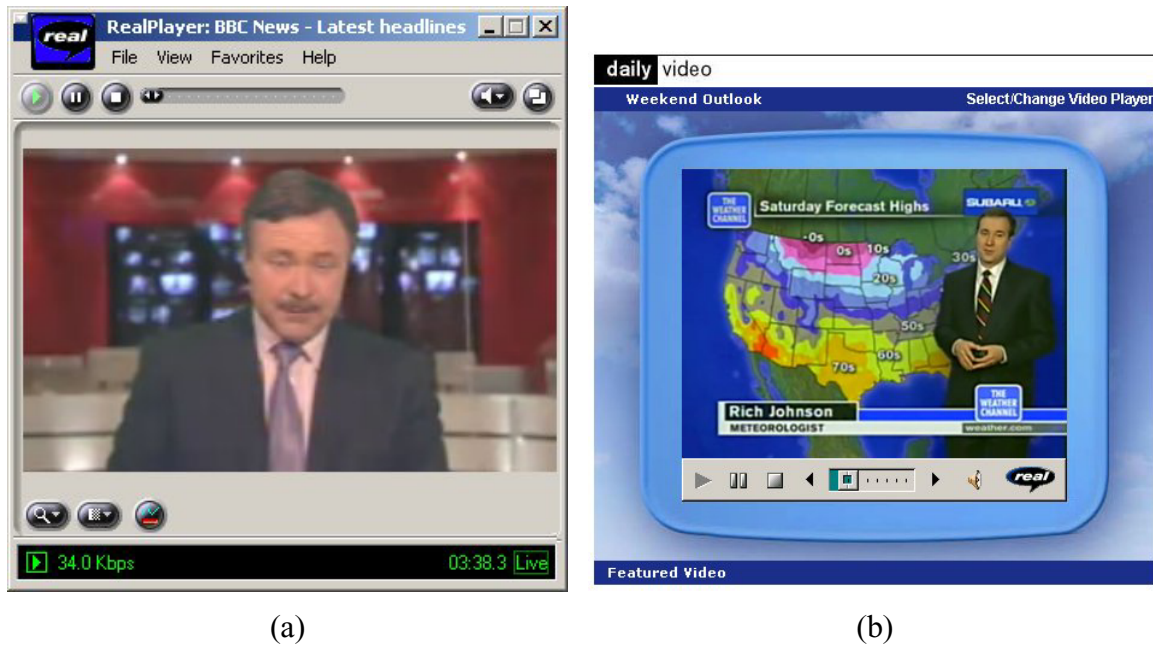 real
RealPlayer: BBC News - Latest headlines
File View Favorites Help
34.0 Kbps 03:38.3 Live
(a)
daily video
Weekend Outlook Select/Change Video Player
THE
WEATHER
CHANNEL
Saturday Forecast Highs
SUBARU
-0s
0s
10s
20s
30s
50s
60s
70s
Rich Johnson
METEOROLOGIST
THE
WEATHER
CHANNEL
weather.com
real
Featured Video
(b)